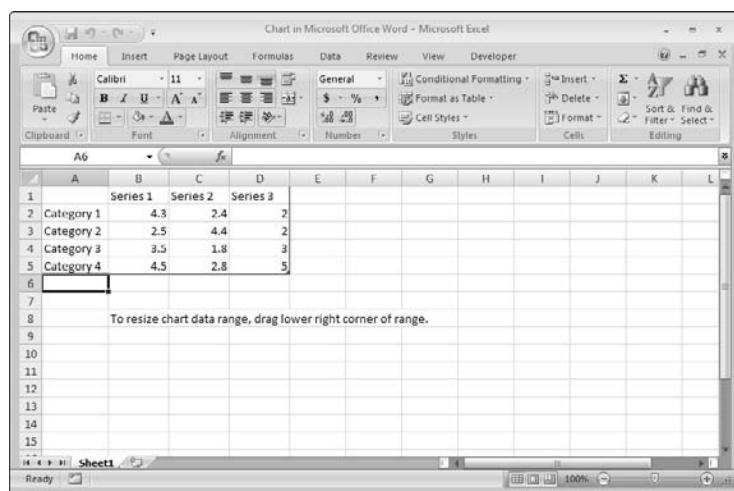 Chart in Microsoft Office Word - Microsoft Excel
Home Insert Page Layout Formulas Data Review View Developer
Paste
Calibri 11
B I U A A
A
General
$ % ,
Conditional Formatting
Format as Table
Cell Styles
Insert
Delete
Format
Σ
Sort & Filter
Find & Select
Clipboard Font Alignment Number Styles Cells Editing
A6 fx
A B C D E F G H I J K L
1 Series 1 Series 2 Series 3
2 Category 1 4.3 2.4 2
3 Category 2 2.5 4.4 2
4 Category 3 3.5 1.8 3
5 Category 4 4.5 2.8 5
6
7
8 To resize chart data range, drag lower right corner of range.
9
10
11
12
13
14
15
Sheet1
Ready 100%